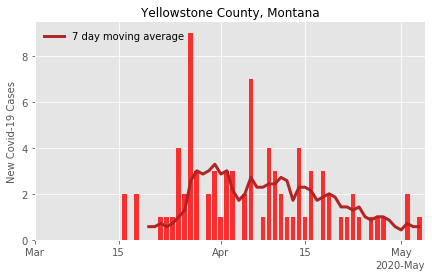 Yellowstone County, Montana
7 day moving average
New Covid-19 Cases
8
6
4
2
0
Mar 15 Apr 15 May
2020-May